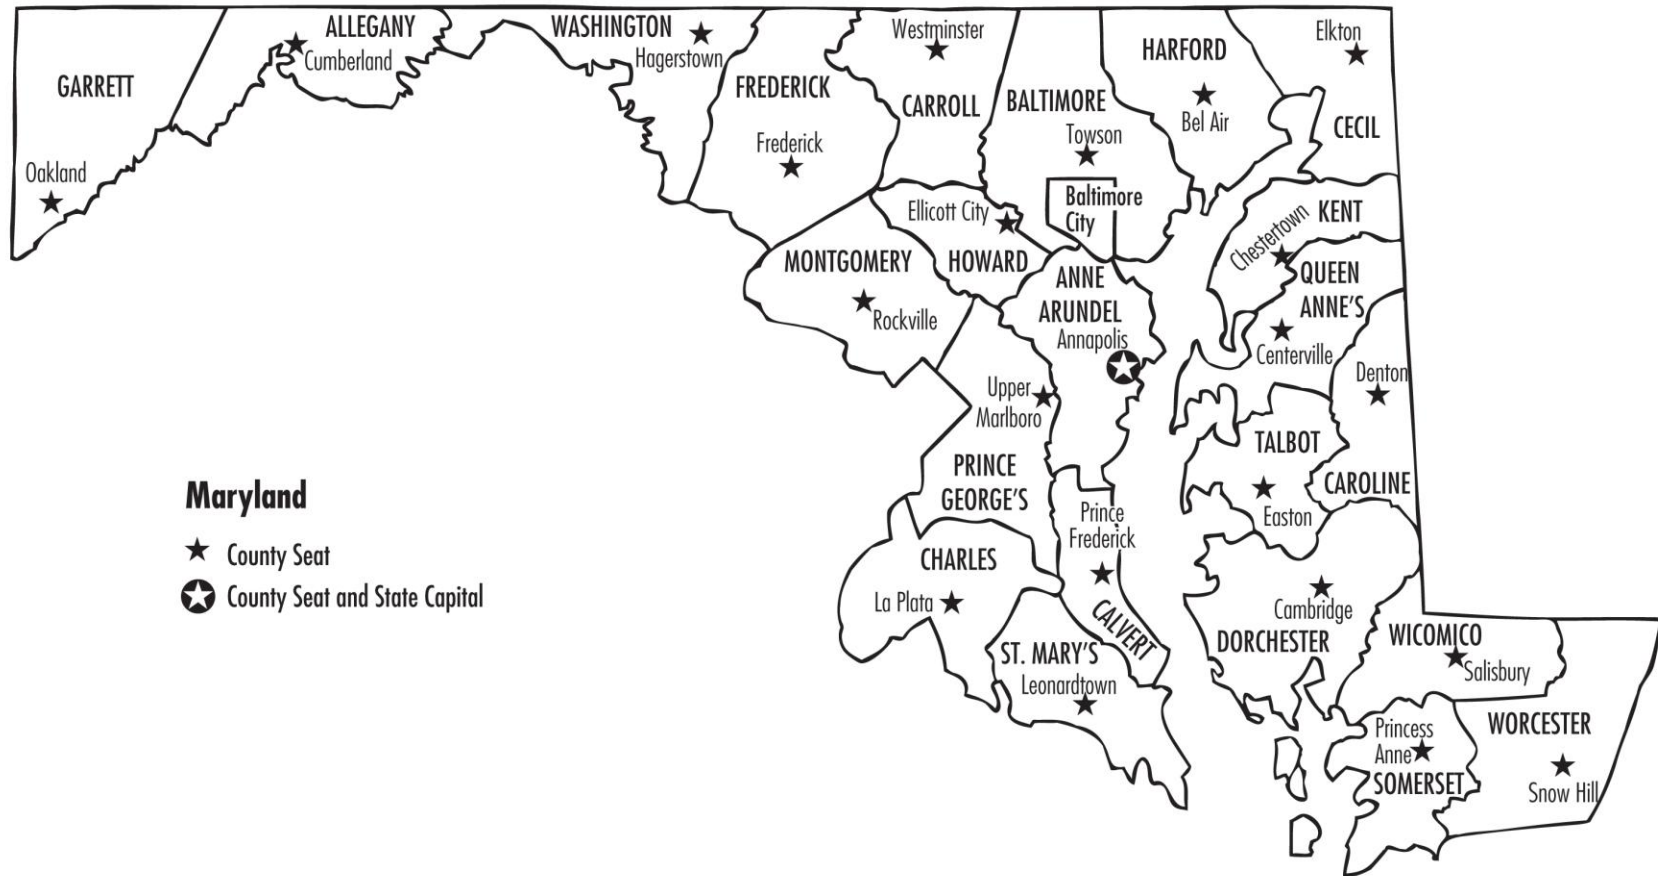 GARRETT
Oakland
ALLEGANY
Cumberland
WASHINGTON
Hagerstown
FREDERICK
Frederick
Westminster
CARROLL
BALTIMORE
Towson
Baltimore
City
HARFORD
Bel Air
Elkton
CECIL
Ellicott City
HOWARD
MONTGOMERY
Rockville
ANNE
ARUNDEL
Annapolis
KENT
Chestertown
QUEEN
ANNE'S
Centerville
Denton
CAROLINE
TALBOT
Easton
Upper
Marlboro
PRINCE
GEORGE'S
Prince
Frederick
CALVERT
CHARLES
La Plata
ST. MARY'S
Leonardtown
Cambridge
DORCHESTER
WICOMICO
Salisbury
Princess
Anne
SOMERSET
WORCESTER
Snow Hill
Maryland
County Seat
County Seat and State Capital